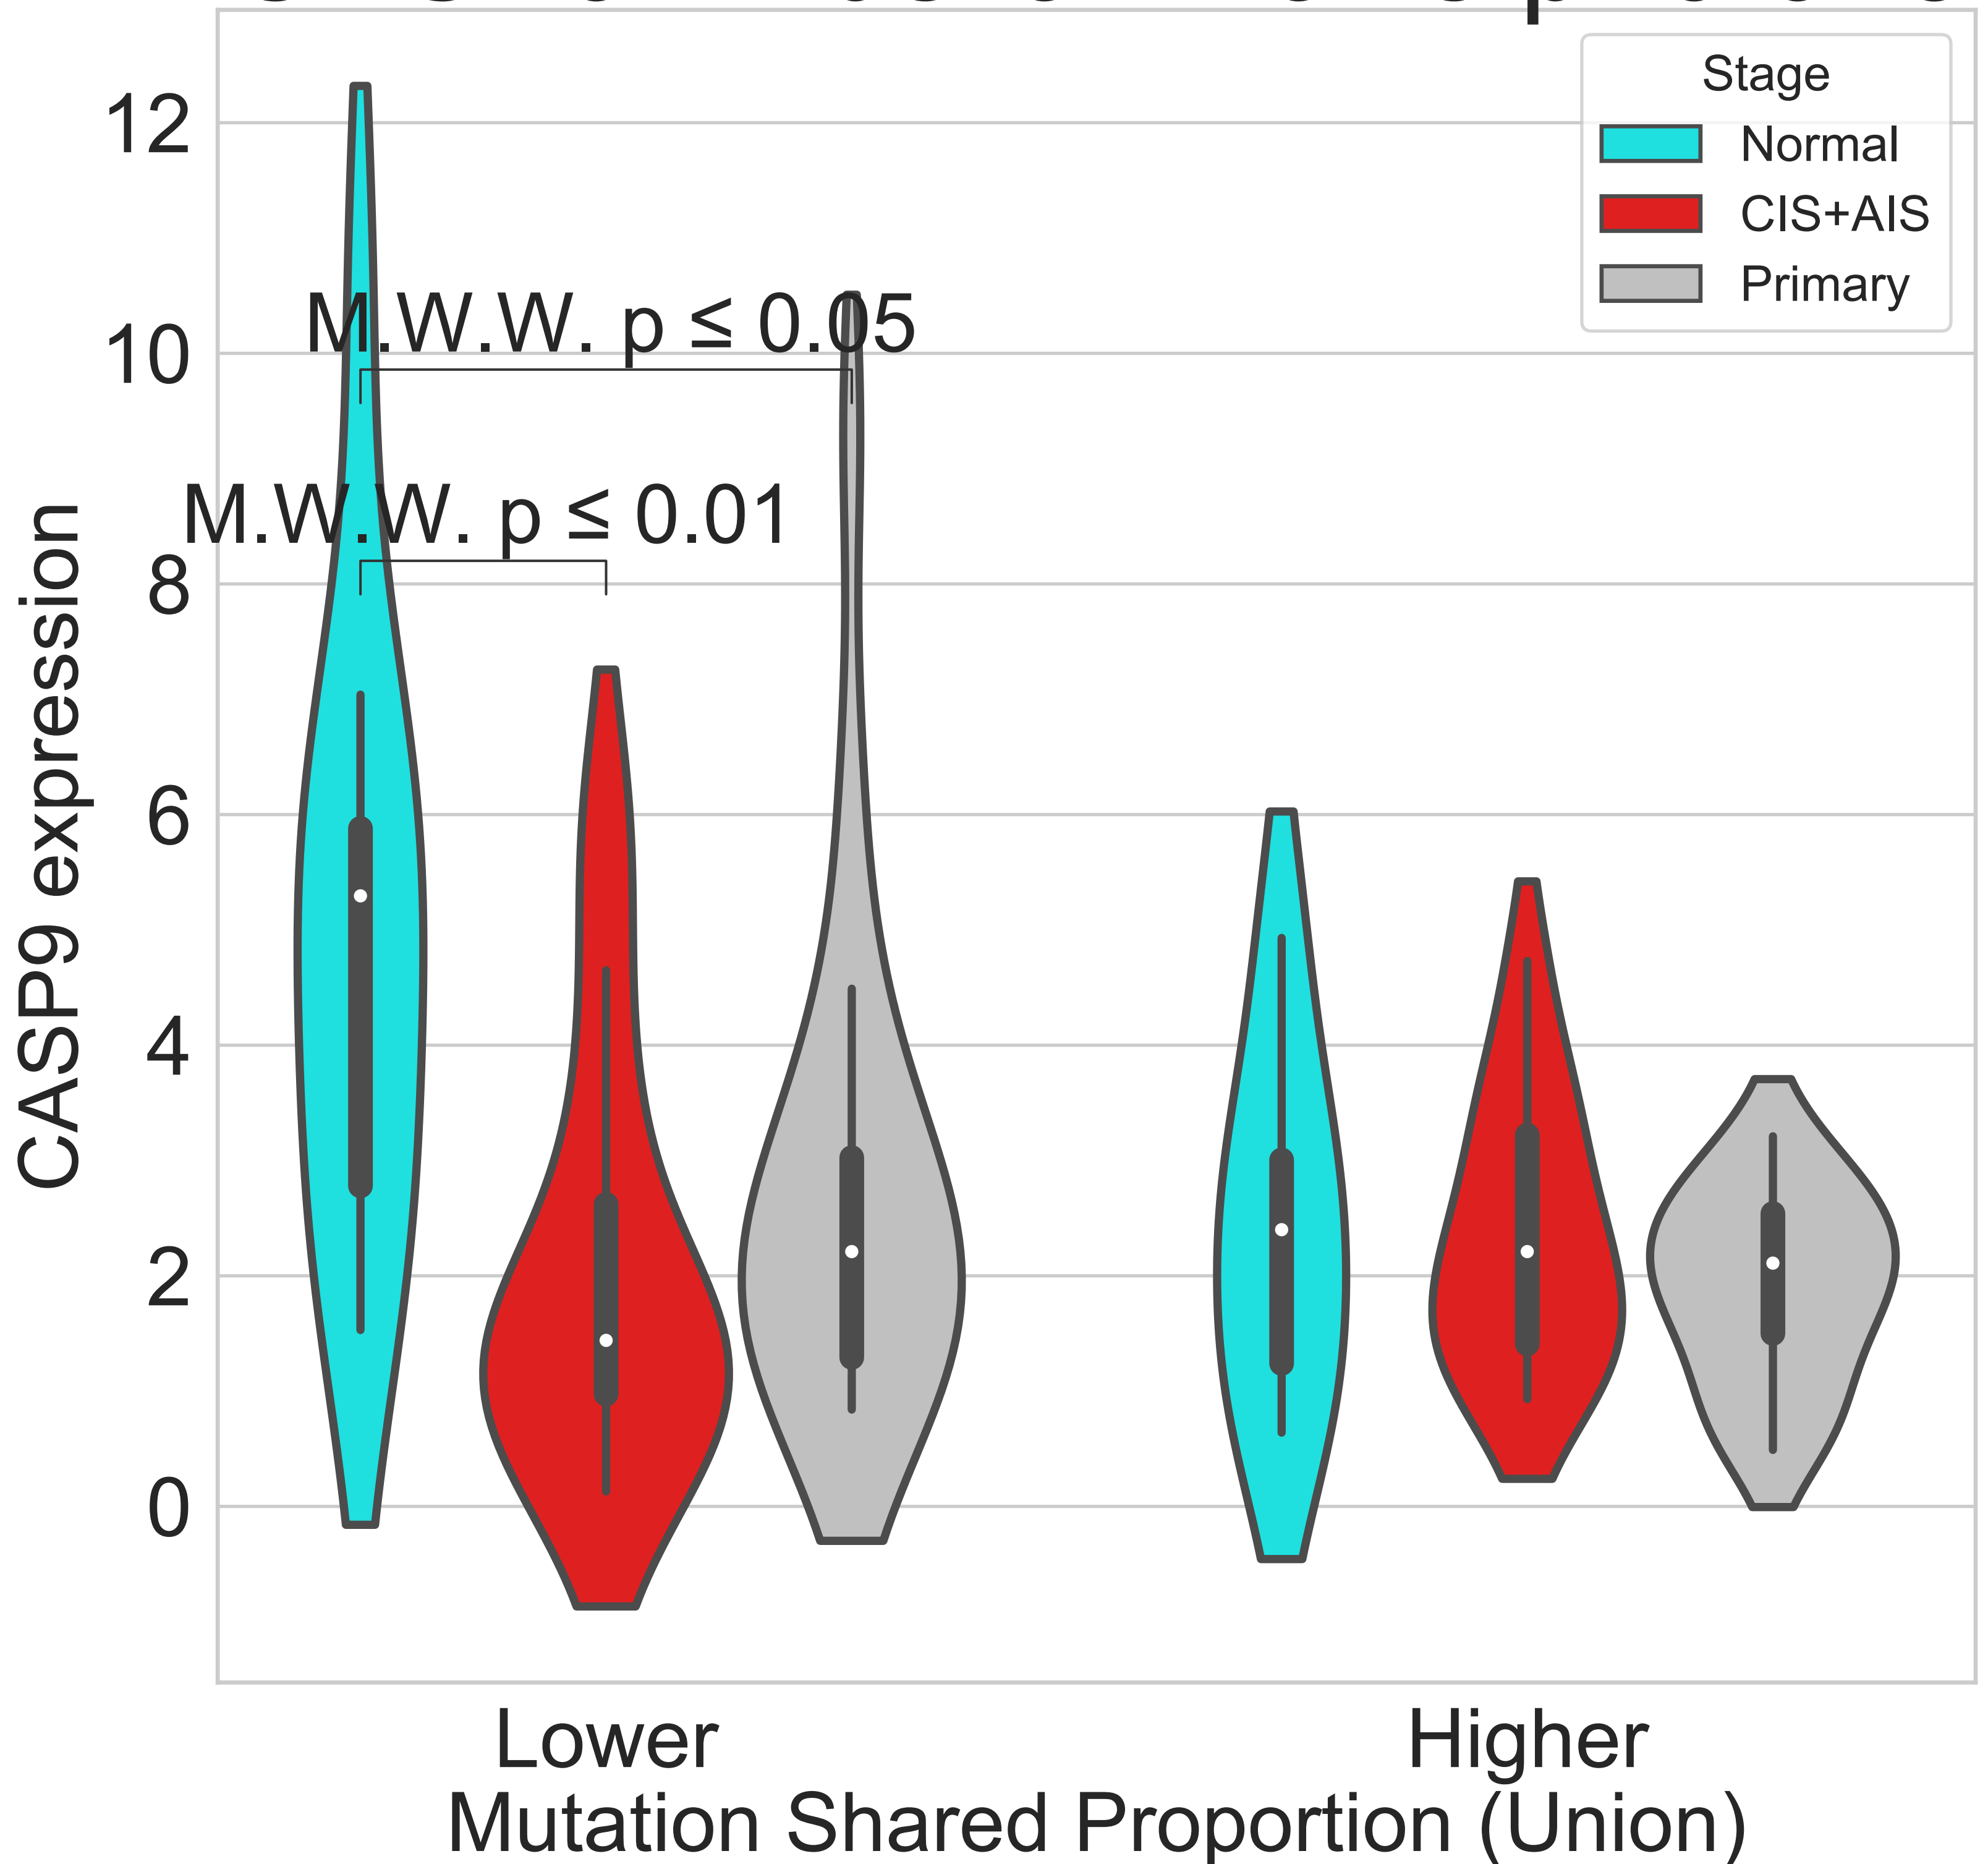 Stage
Normal
CIS+AIS
Primary
12
10
8
6
4
2
0
M.W.W. p ≤ 0.05
M.W.W. p ≤ 0.01
CASP9 expression
Lower
Higher
Mutation Shared Proportion (Union)